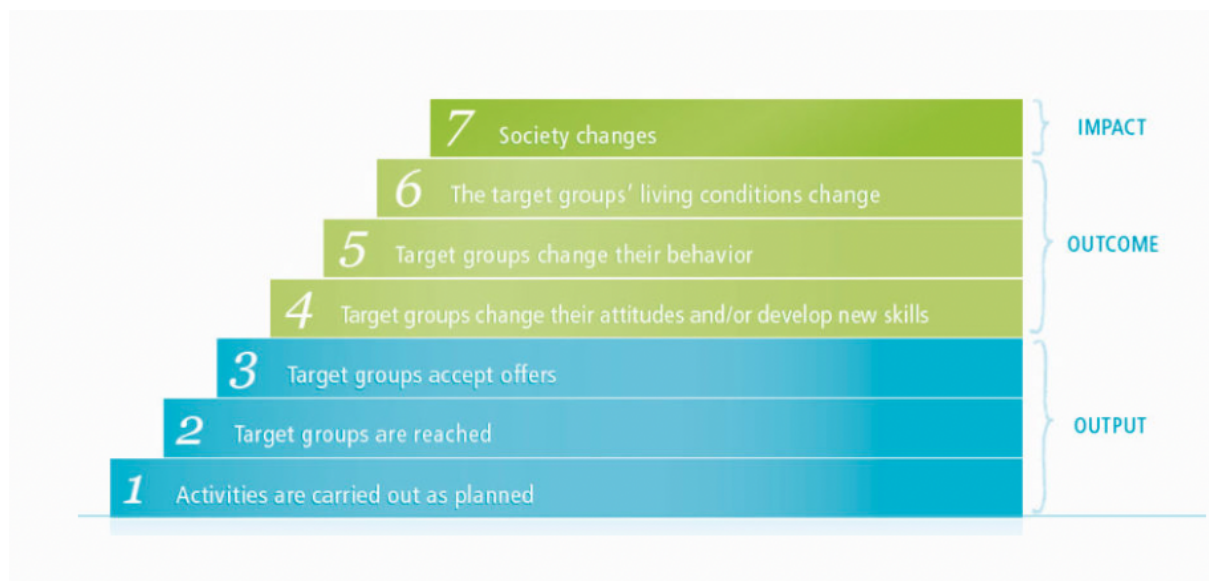 7 Society changes
IMPACT
6 The target groups' living conditions change
5 Target groups change their behavior
OUTCOME
4 Target groups change their attitudes and/or develop new skills
3 Target groups accept offers
2 Target groups are reached
OUTPUT
1 Activities are carried out as planned